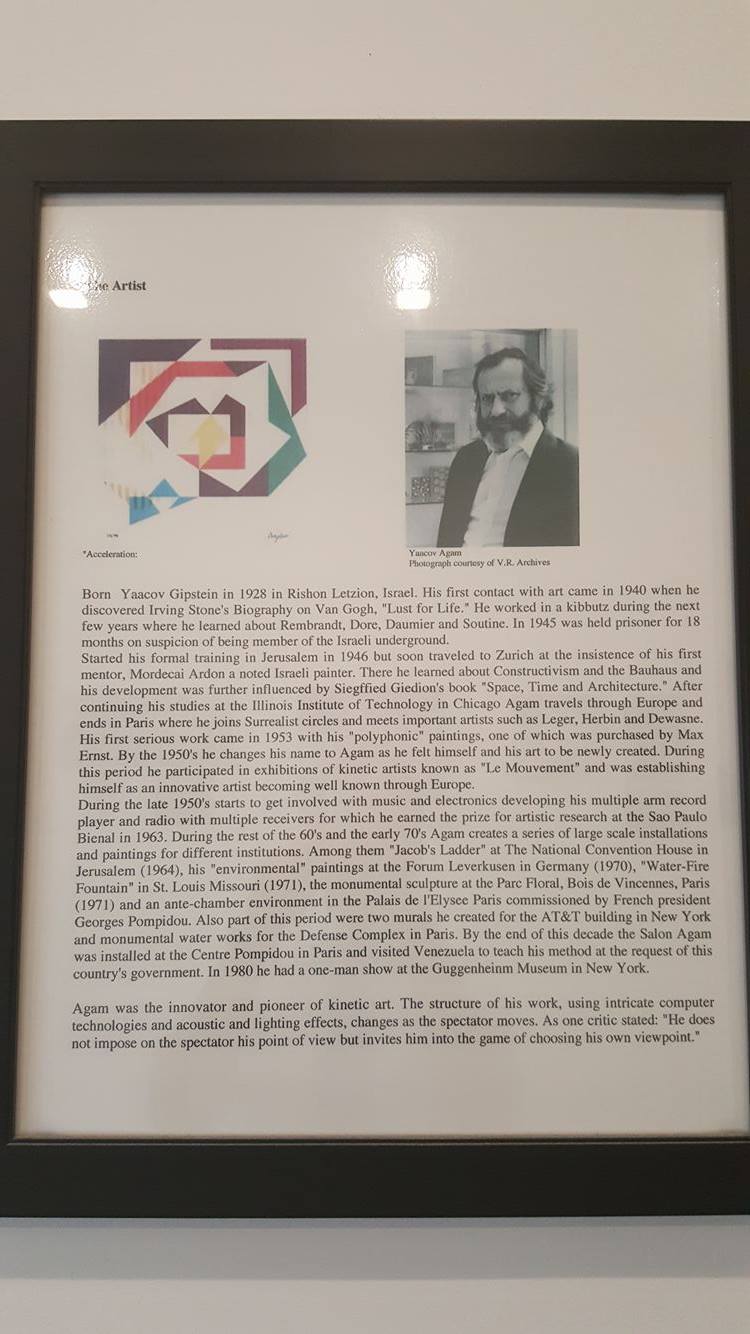 The Artist
"Acceleration:
Yaacov Agam
Photograph courtesy of V.R. Archives
Born Yaacov Gipstein in 1928 in Rishon Letzion, Israel. His first contact with art came in 1940 when he
discovered Irving Stone's Biography on Van Gogh, "Lust for Life." He worked in a kibbutz during the next
few years where he learned about Rembrandt, Dore, Daumier and Soutine. In 1945 was held prisoner for 18
months on suspicion of being member of the Israeli underground.
Started his formal training in Jerusalem in 1946 but soon traveled to Zurich at the insistence of his first
mentor, Mordecai Ardon a noted Israeli painter. There he learned about Constructivism and the Bauhaus and
his development was further influenced by Siegffied Giedion's book "Space, Time and Architecture." After
continuing his studies at the Illinois Institute of Technology in Chicago Agam travels through Europe and
ends in Paris where he joins Surrealist circles and meets important artists such as Leger, Herbin and Dewasne.
His first serious work came in 1953 with his "polyphonic" paintings, one of which was purchased by Max
Ernst. By the 1950's he changes his name to Agam as he felt himself and his art to be newly created. During
this period he participated in exhibitions of kinetic artists known as "Le Mouvement" and was establishing
himself as an innovative artist becoming well known through Europe.
During the late 1950's starts to get involved with music and electronics developing his multiple arm record
player and radio with multiple receivers for which he earned the prize for artistic research at the Sao Paulo
Bienal in 1963. During the rest of the 60's and the early 70's Agam creates a series of large scale installations
and paintings for different institutions. Among them "Jacob's Ladder" at The National Convention House in
Jerusalem (1964), his "environmental" paintings at the Forum Leverkusen in Germany (1970), "Water-Fire
Fountain" in St. Louis Missouri (1971), the monumental sculpture at the Parc Floral, Bois de Vincennes, Paris
(1971) and an ante-chamber environment in the Palais de l'Elysee Paris commissioned by French president
Georges Pompidou. Also part of this period were two murals he created for the AT&T building in New York
and monumental water works for the Defense Complex in Paris. By the end of this decade the Salon Agam
was installed at the Centre Pompidou in Paris and visited Venezuela to teach his method at the request of this
country's government. In 1980 he had a one-man show at the Guggenheinm Museum in New York.
Agam was the innovator and pioneer of kinetic art. The structure of his work, using intricate computer
technologies and acoustic and lighting effects, changes as the spectator moves. As one critic stated: "He does
not impose on the spectator his point of view but invites him into the game of choosing his own viewpoint."